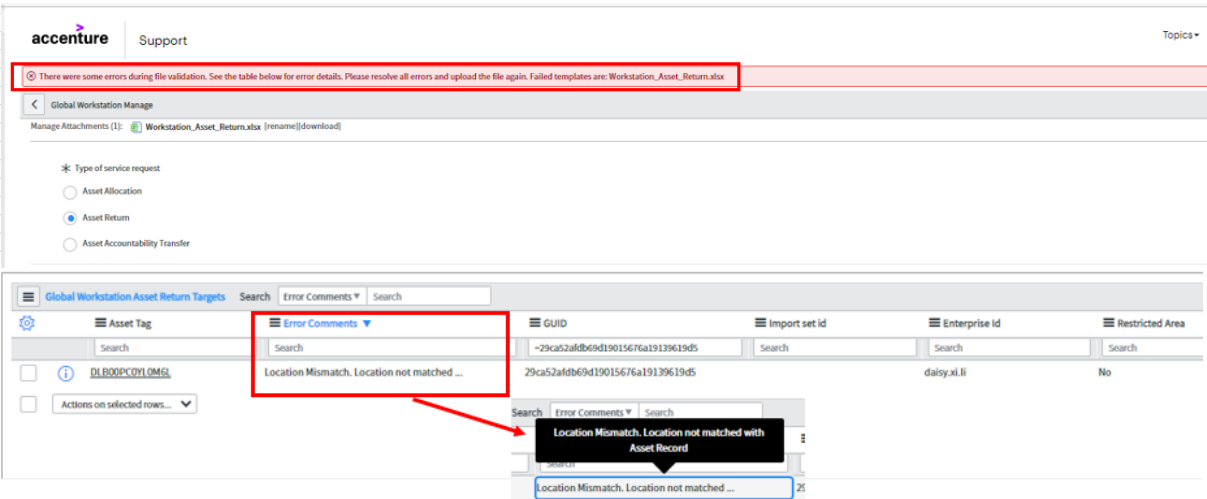 accenture
Support
Topics
There were some errors during file validation. See the table below for error details. Please resolve all errors and upload the file again. Failed templates are: Workstation_Asset_Return.xlsx
Global Workstation Manage
Manage Attachments (1): Workstation_Asset_Return.xlsx [rename][download]
Type of service request
Asset Allocation
Asset Return
Asset Accountability Transfer
Global Workstation Asset Return Targets Search Error Comments Search
Asset Tag Error Comments GUID Import set id Enterprise Id Restricted Area
Search Search =29ca52afdb69d19015676a19139619d5 Search Search Search
DLB00PC0YL0M6L Location Mismatch. Location not matched ... 29ca52afdb69d19015676a19139619d5 daisy.xi.li No
Actions on selected rows...
Search Error Comments Search
Location Mismatch. Location not matched with
Asset Record
Search
Location Mismatch. Location not matched ... 29